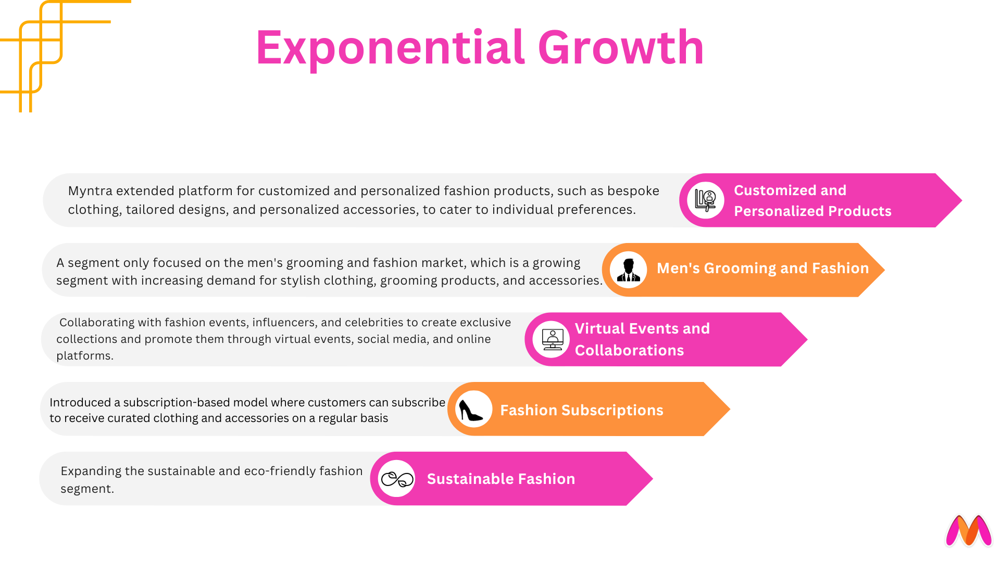 Exponential Growth
Myntra extended platform for customized and personalized fashion products, such as bespoke
clothing, tailored designs, and personalized accessories, to cater to individual preferences.
Customized and
Personalized Products
A segment only focused on the men's grooming and fashion market, which is a growing
segment with increasing demand for stylish clothing, grooming products, and accessories.
Men's Grooming and Fashion
Collaborating with fashion events, influencers, and celebrities to create exclusive
collections and promote them through virtual events, social media, and online
platforms.
Virtual Events and
Collaborations
Introduced a subscription-based model where customers can subscribe
to receive curated clothing and accessories on a regular basis
Fashion Subscriptions
Expanding the sustainable and eco-friendly fashion
segment.
Sustainable Fashion